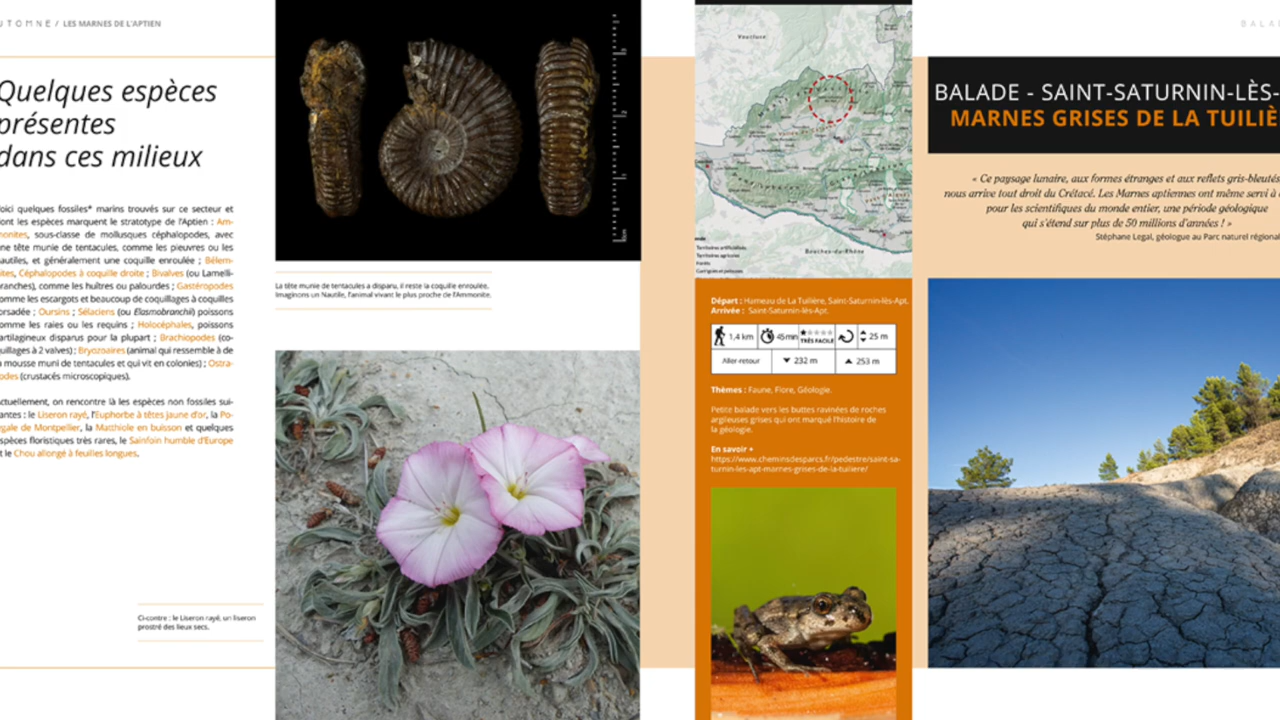 UTOMNE / LES MARNES DE L'APTIEN
Quelques espèces
présentes
dans ces milieux
oici quelques fossiles* marins trouvés sur ce secteur et
ont les espèces marquent le stratotype de l'Aptien : Am-
monites, sous-classe de mollusques céphalopodes, avec
ne tête munie de tentacules, comme les pieuvres ou les
autiles, et généralement une coquille enroulée ; Bélem-
ites, Céphalopodes à coquille droite ; Bivalves (ou Lamelli-
ranches), comme les huîtres ou palourdes ; Gastéropodes
omme les escargots et beaucoup de coquillages à coquilles
orsadée ; Oursins ; Sélaciens (ou Elasmobranchii) poissons
omme les raies ou les requins ; Holocéphales, poissons
artilagineux disparus pour la plupart ; Brachiopodes (co-
uillages à 2 valves) ; Bryozoaires (animal qui ressemble à de
a mousse muni de tentacules et qui vit en colonies) ; Ostra-
odes (crustacés microscopiques).
ctuellement, on rencontre là les espèces non fossiles sui-
antes : le Liseron rayé, l'Euphorbe à têtes jaune d'or, la Po-
ygale de Montpellier, la Matthiole en buisson et quelques
spèces floristiques très rares, le Sainfoin humble d'Europe
t le Chou allongé à feuilles longues.
Ci-contre : le Liseron rayé, un liseron
prostré des lieux secs.
La tête munie de tentacules a disparu, il reste la coquille enroulée.
Imaginons un Nautile, l'animal vivant le plus proche de l'Ammonite.
Vaucluse
Bouches-du-Rhône
Territoires artificialisés
Territoires agricoles
Forêts
Garrigues et pelouses
Départ : Hameau de La Tuilière, Saint-Saturnin-lès-Apt.
Arrivée : Saint-Saturnin-lès-Apt.
1,4 km 45mn TRÈS FACILE 25 m
Aller-retour 232 m 253 m
Thèmes : Faune, Flore, Géologie.
Petite balade vers les buttes ravinées de roches
argileuses grises qui ont marqué l'histoire de
la géologie.
En savoir +
https://www.cheminsdesparcs.fr/pedestre/saint-sa-
turnin-les-apt-marnes-grises-de-la-tuiliere/
BALA
BALADE - SAINT-SATURNIN-LÈS-
MARNES GRISES DE LA TUILIÈ
« Ce paysage lunaire, aux formes étranges et aux reflets gris-bleutés
nous arrive tout droit du Crétacé. Les Marnes aptiennes ont même servi à
pour les scientifiques du monde entier, une période géologique
qui s'étend sur plus de 50 millions d'années ! »
Stéphane Legal, géologue au Parc naturel régional